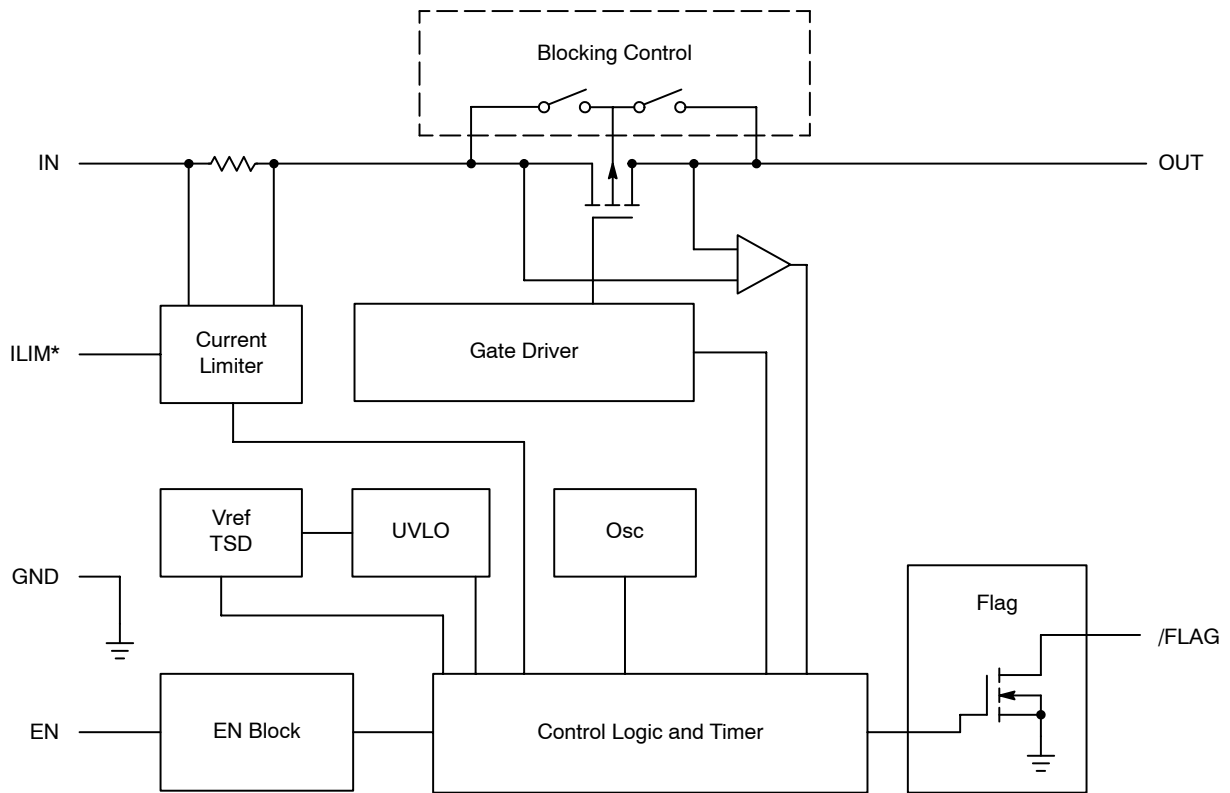 Blocking Control
IN
OUT
Current
Limiter
Gate Driver
ILIM*
Vref
TSD
UVLO
Osc
GND
Flag
/FLAG
EN
EN Block
Control Logic and Timer